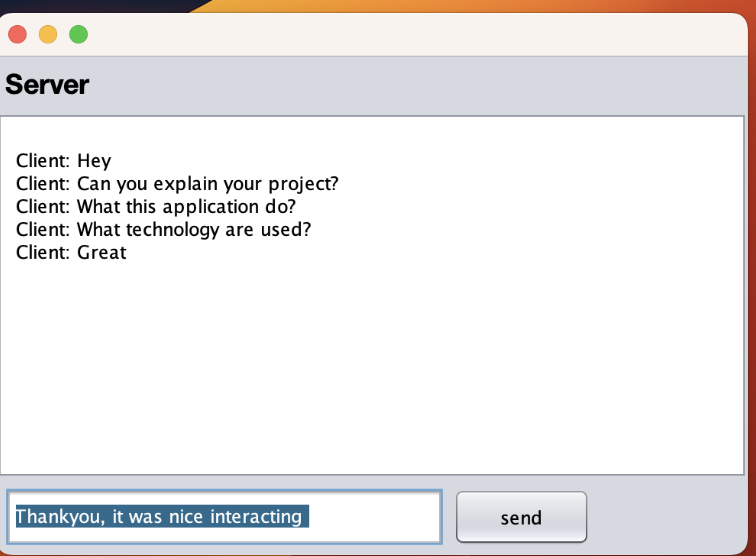 Server
Client: Hey
Client: Can you explain your project?
Client: What this application do?
Client: What technology are used?
Client: Great
Thankyou, it was nice interacting
send